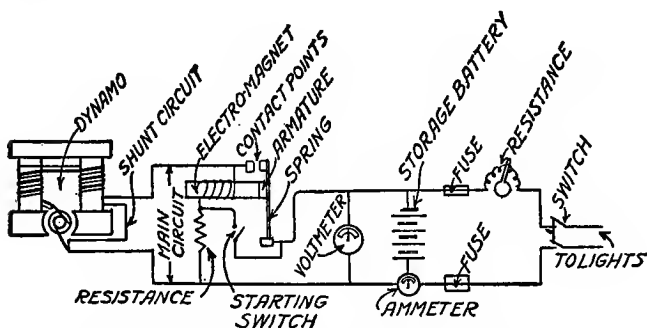 DYNAMO
SHUNT CIRCUIT
ELECTRO-MAGNET
CONTACT POINTS
ARMATURE
SPRING
STORAGE BATTERY
FUSE
RESISTANCE
SWITCH
MAIN
CIRCUIT
VOLTMETER
FUSE
TO LIGHTS
RESISTANCE
STARTING
SWITCH
AMMETER